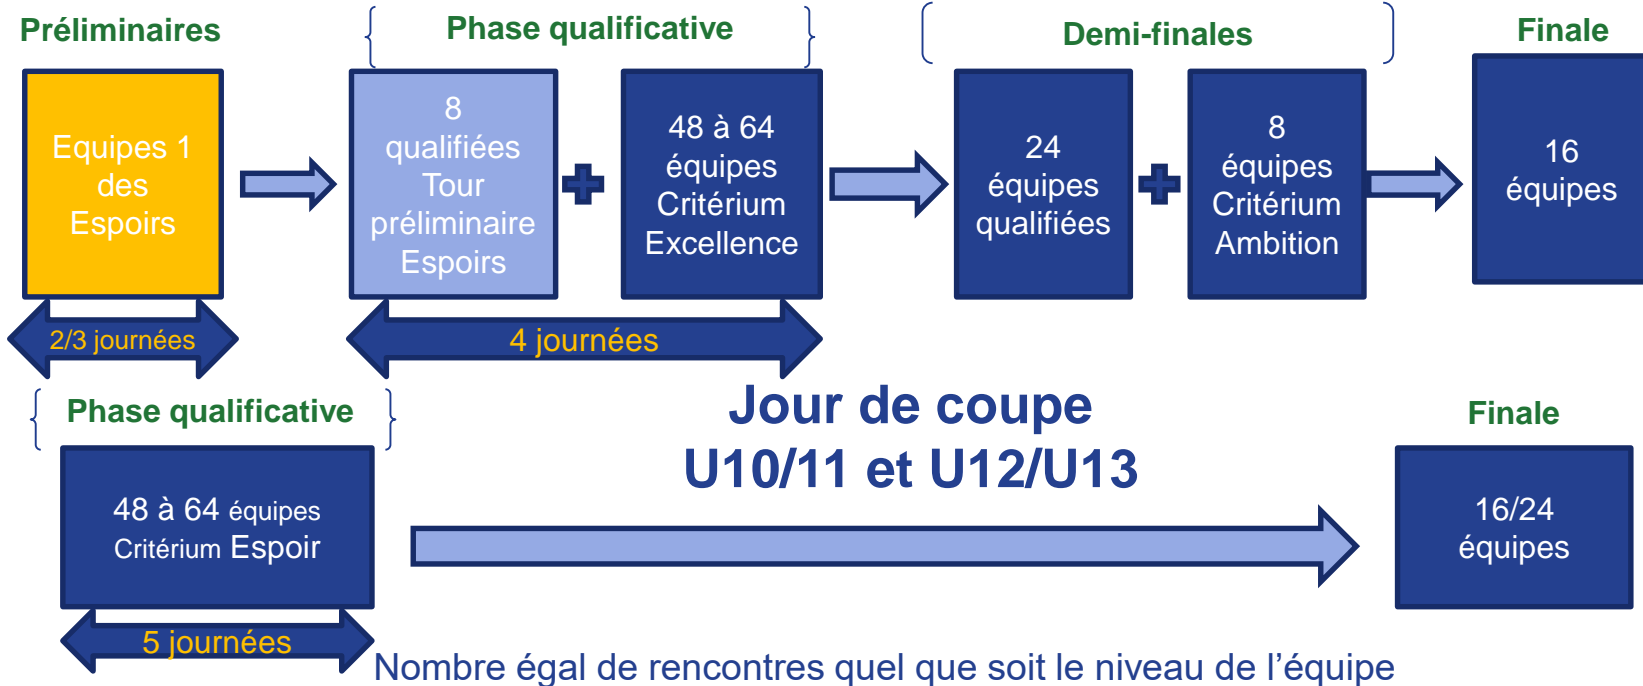 Préliminaires
Phase qualificative
Demi-finales
Finale
Equipes 1
des
Espoirs
8
qualifiées
Tour
préliminaire
Espoirs
48 à 64
équipes
Critérium
Excellence
24
équipes
qualifiées
8
équipes
Critérium
Ambition
16
équipes
2/3 journées
4 journées
Phase qualificative
Jour de coupe
U10/11 et U12/U13
Finale
48 à 64 équipes
Critérium Espoir
16/24
équipes
5 journées
Nombre égal de rencontres quel que soit le niveau de l’équipe